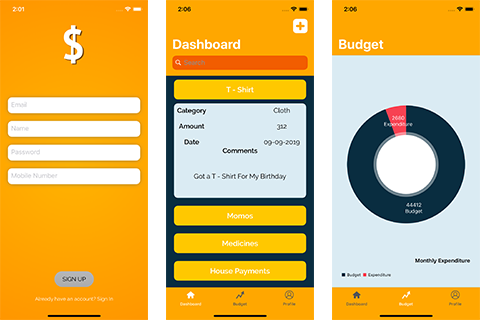 2:01
$
Email
Name
Password
Mobile Number
SIGN UP
Already have an account? Sign in
2:06
Dashboard
Search
T - Shirt
Category Cloth
Amount 312
Date 09-09-2019
Comments
Got a T - Shirt For My Birthday
Momos
Medicines
House Payments
Dashboard Budget Profile
2:06
Budget
2680
Expenditure
44412
Budget
Monthly Expenditure
Budget Expenditure
Dashboard Budget Profile